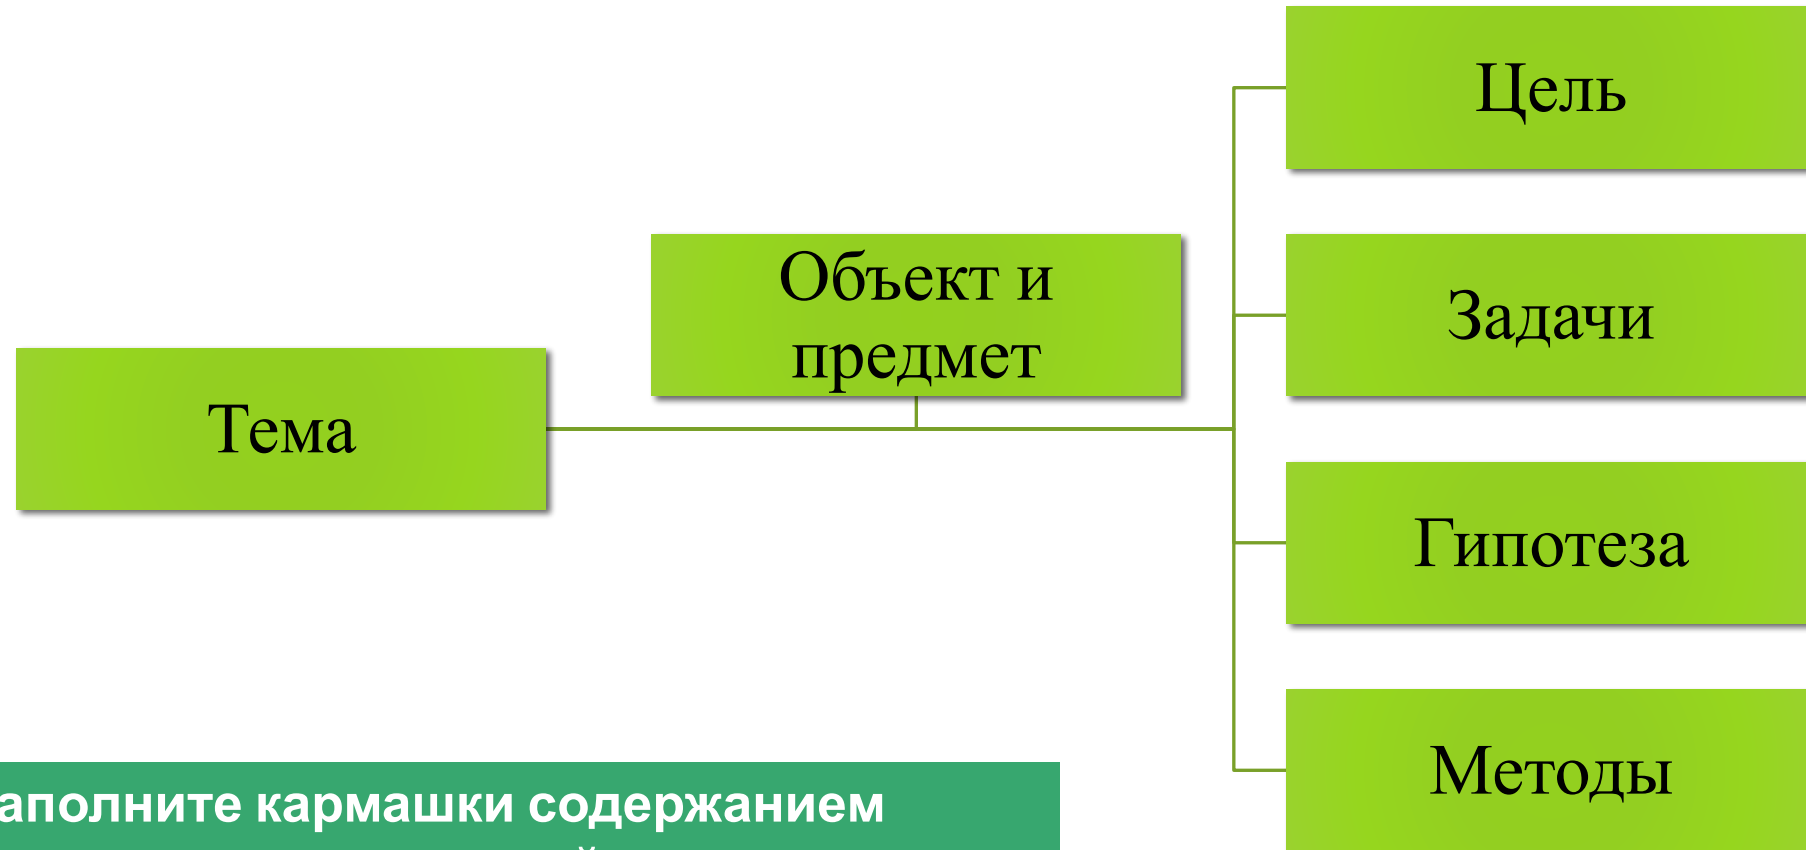 Цель
Объект и
предмет
Задачи
Тема
Гипотеза
Методы
аполните кармашки содержанием